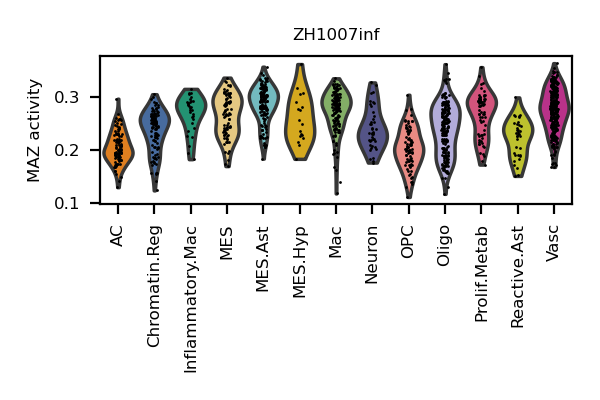 ZH1007inf
MAZ activity
0.3
0.2
0.1
AC
Chromatin.Reg
Inflammatory.Mac
MES
MES.Ast
MES.Hyp
Mac
Neuron
OPC
Oligo
Prolif.Metab
Reactive.Ast
Vasc